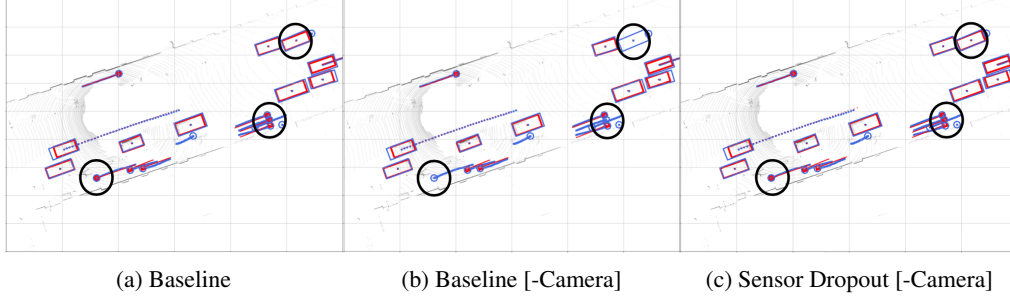 (a) Baseline
(b) Baseline [-Camera]
(c) Sensor Dropout [-Camera]